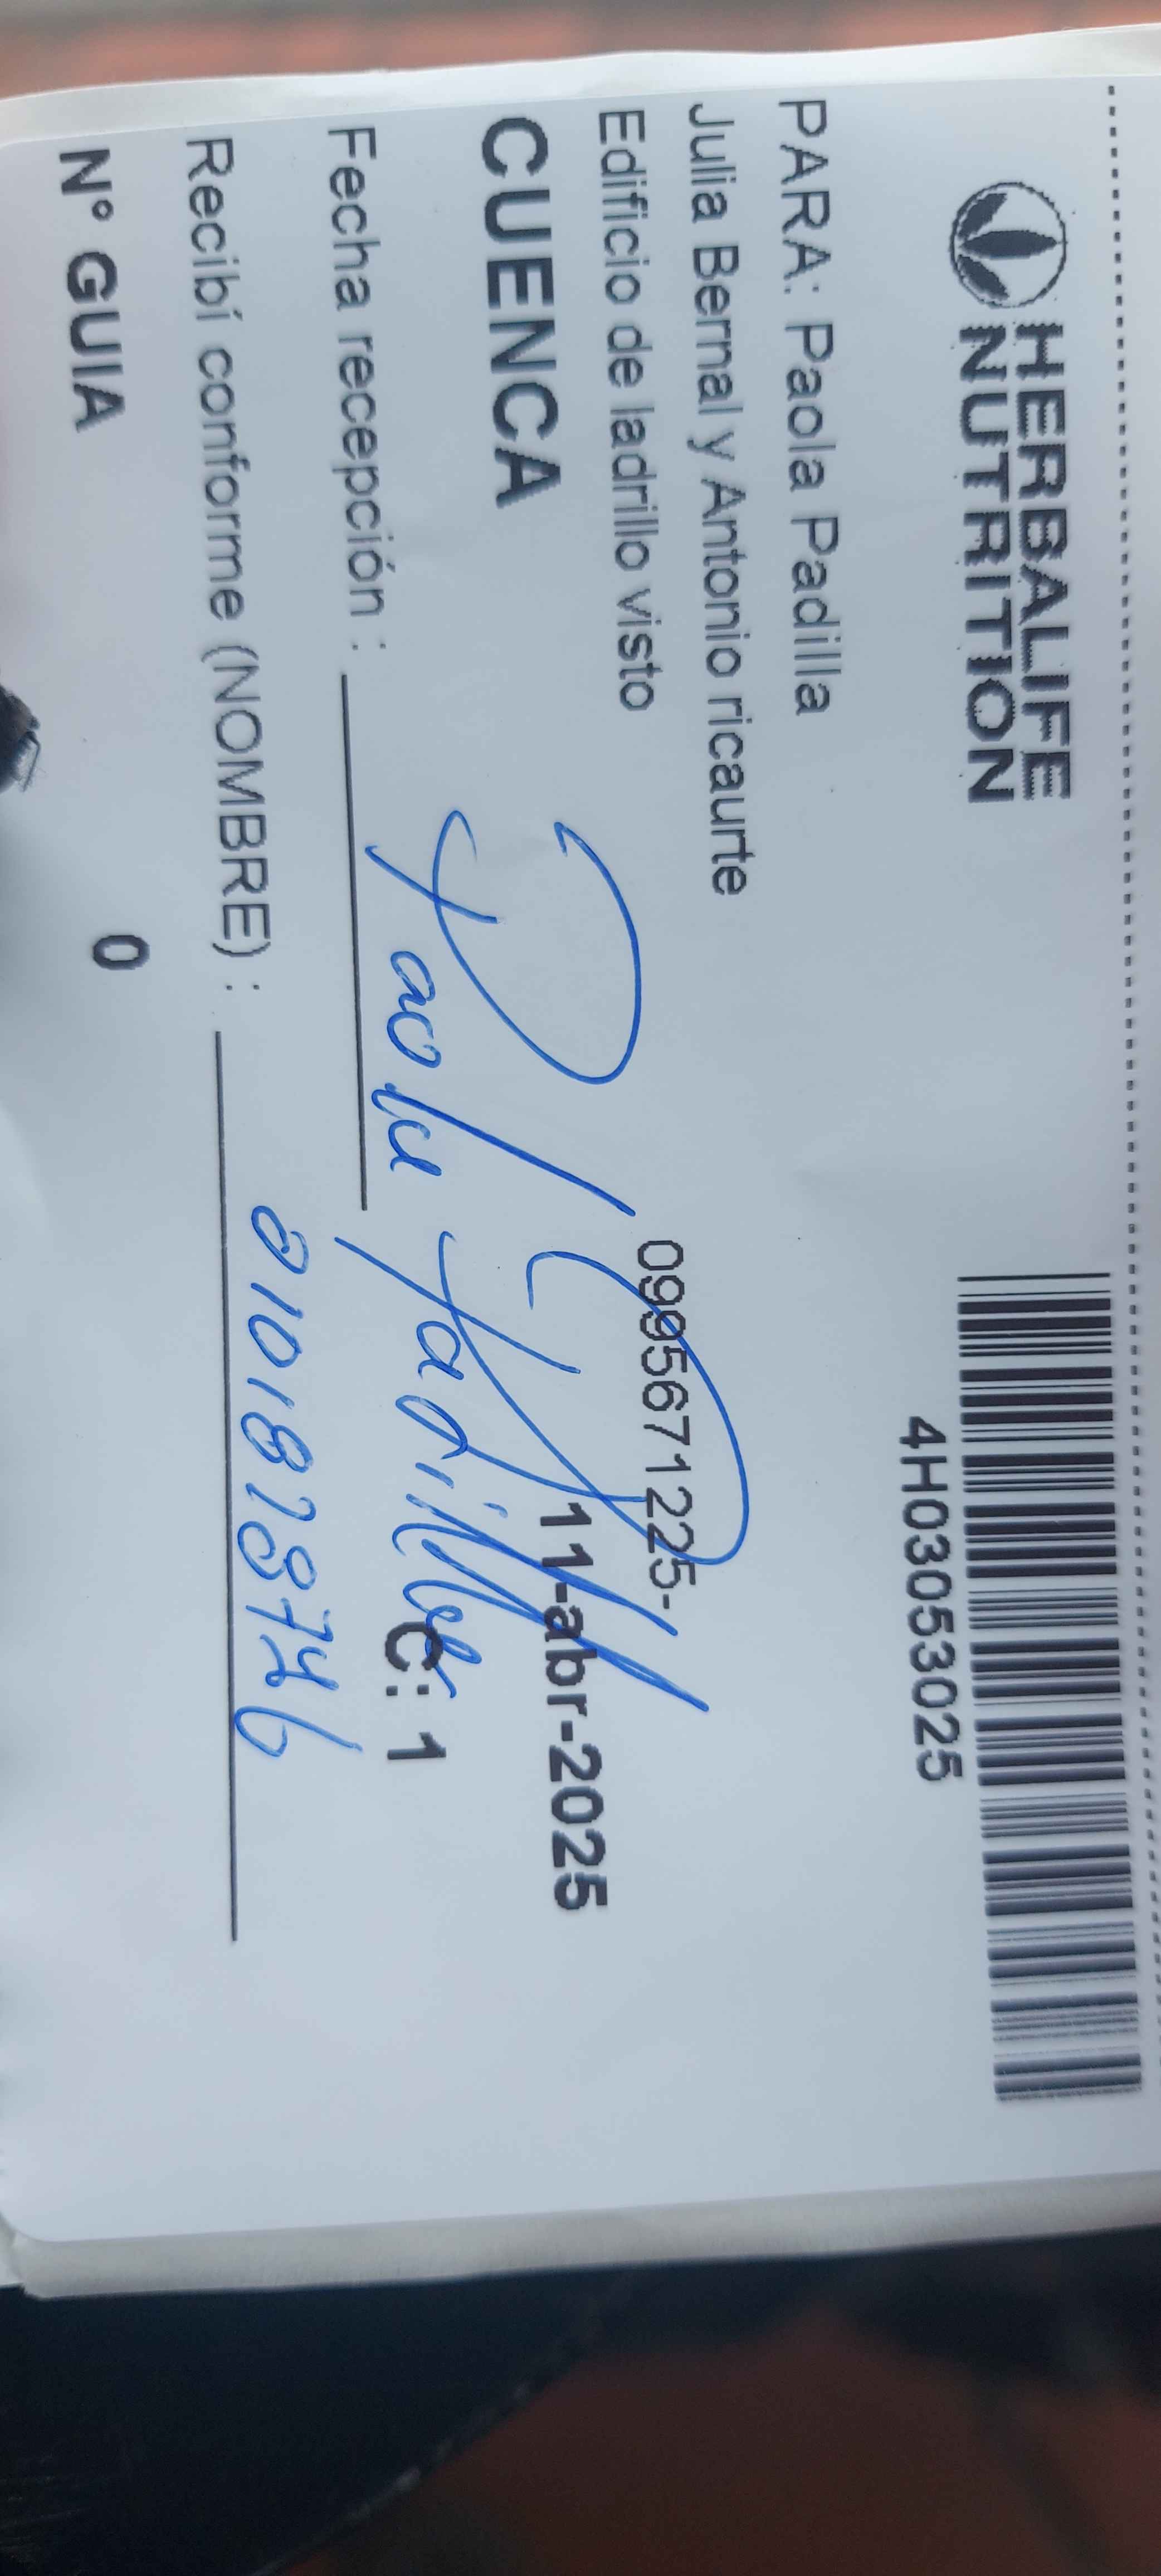 HERBALIFE
NUTRITION
4H03053025
PARA: Paola Padilla
Julia Bernal y Antonio ricaurte
Edificio de ladrillo visto
0995671225-
CUENCA
11-abr-2025
Fecha recepción :
Paola Padilla
C: 1
Recibí conforme (NOMBRE) :
N° GUIA
0